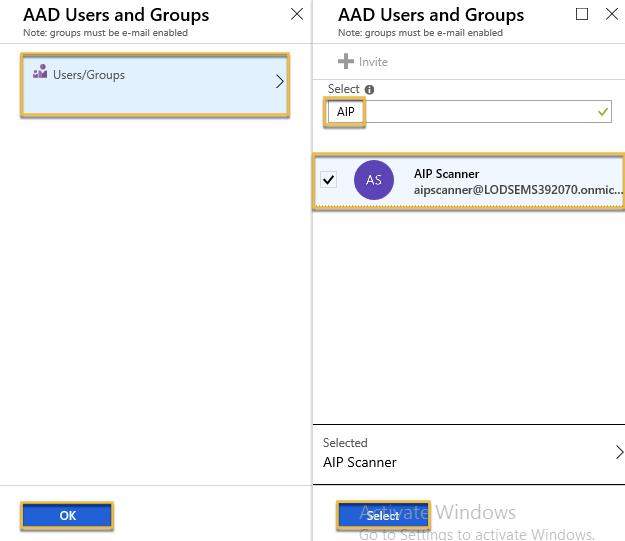 AAD Users and Groups
Note: groups must be e-mail enabled
Users/Groups
OK
AAD Users and Groups
Note: groups must be e-mail enabled
Invite
Select
AIP
AS
AIP Scanner
aipscanner@LODSEMS392070.onmic...
Selected
AIP Scanner
Select
Activate Windows
Go to Settings to activate Windows.